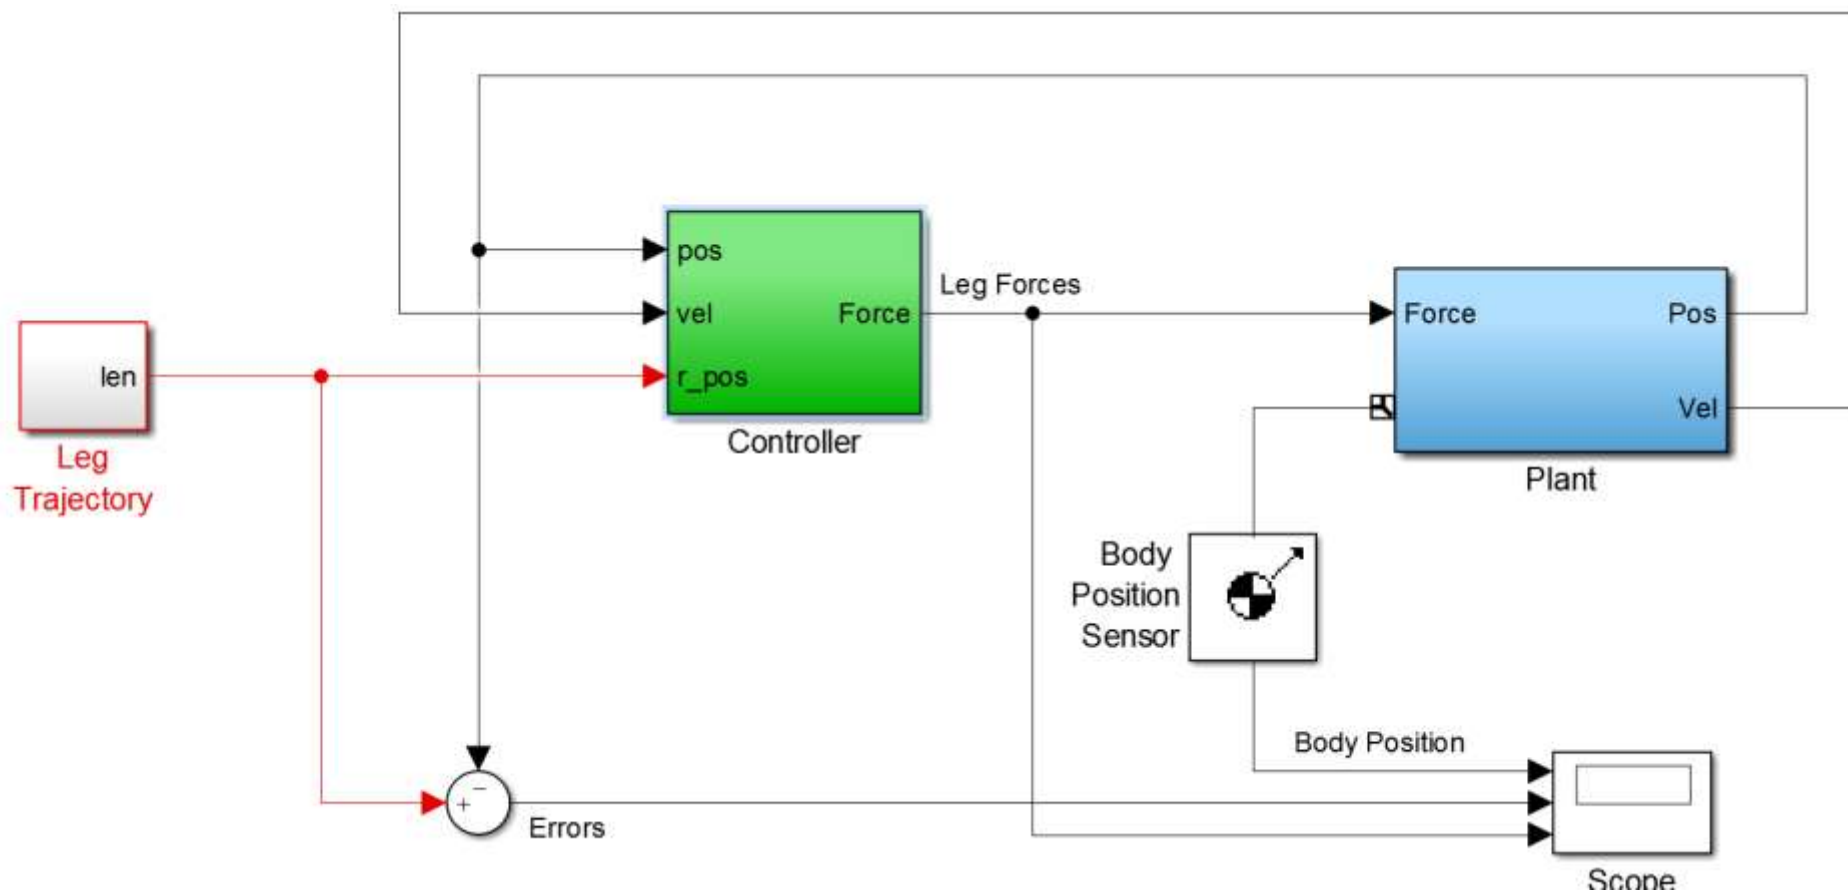 pos
vel
r_pos
Force
Controller
Leg Forces
Force
Pos
Vel
Plant
len
Leg
Trajectory
Body
Position
Sensor
Body Position
+
−
Errors
Scope